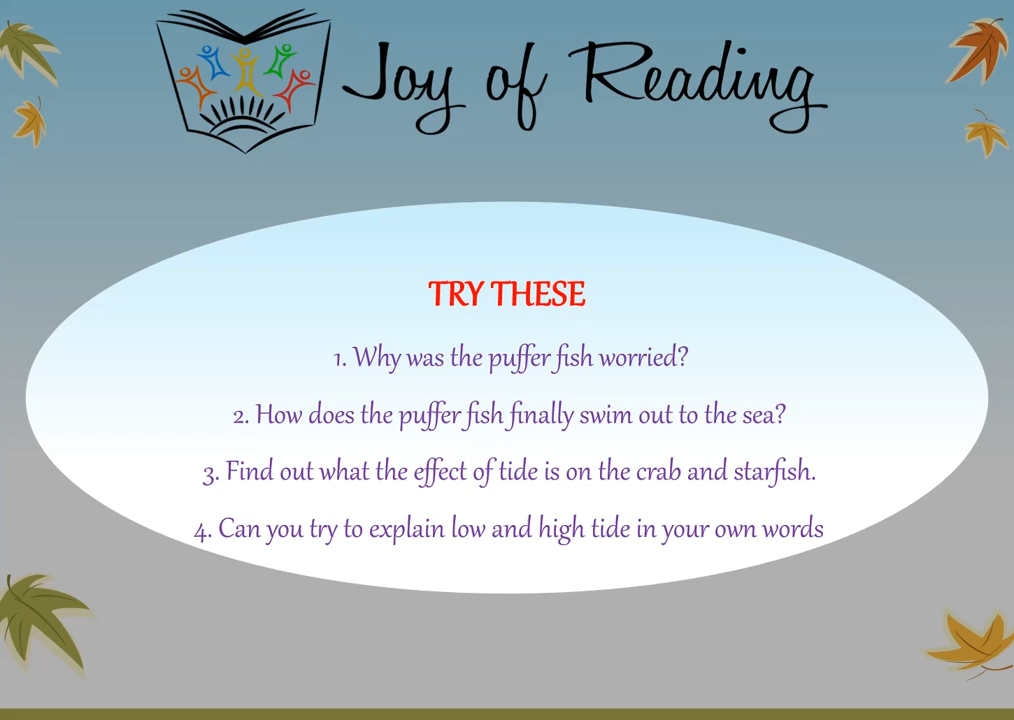 Joy of Reading
TRY THESE
1. Why was the puffer fish worried?
2. How does the puffer fish finally swim out to the sea?
3. Find out what the effect of tide is on the crab and starfish.
4. Can you try to explain low and high tide in your own words